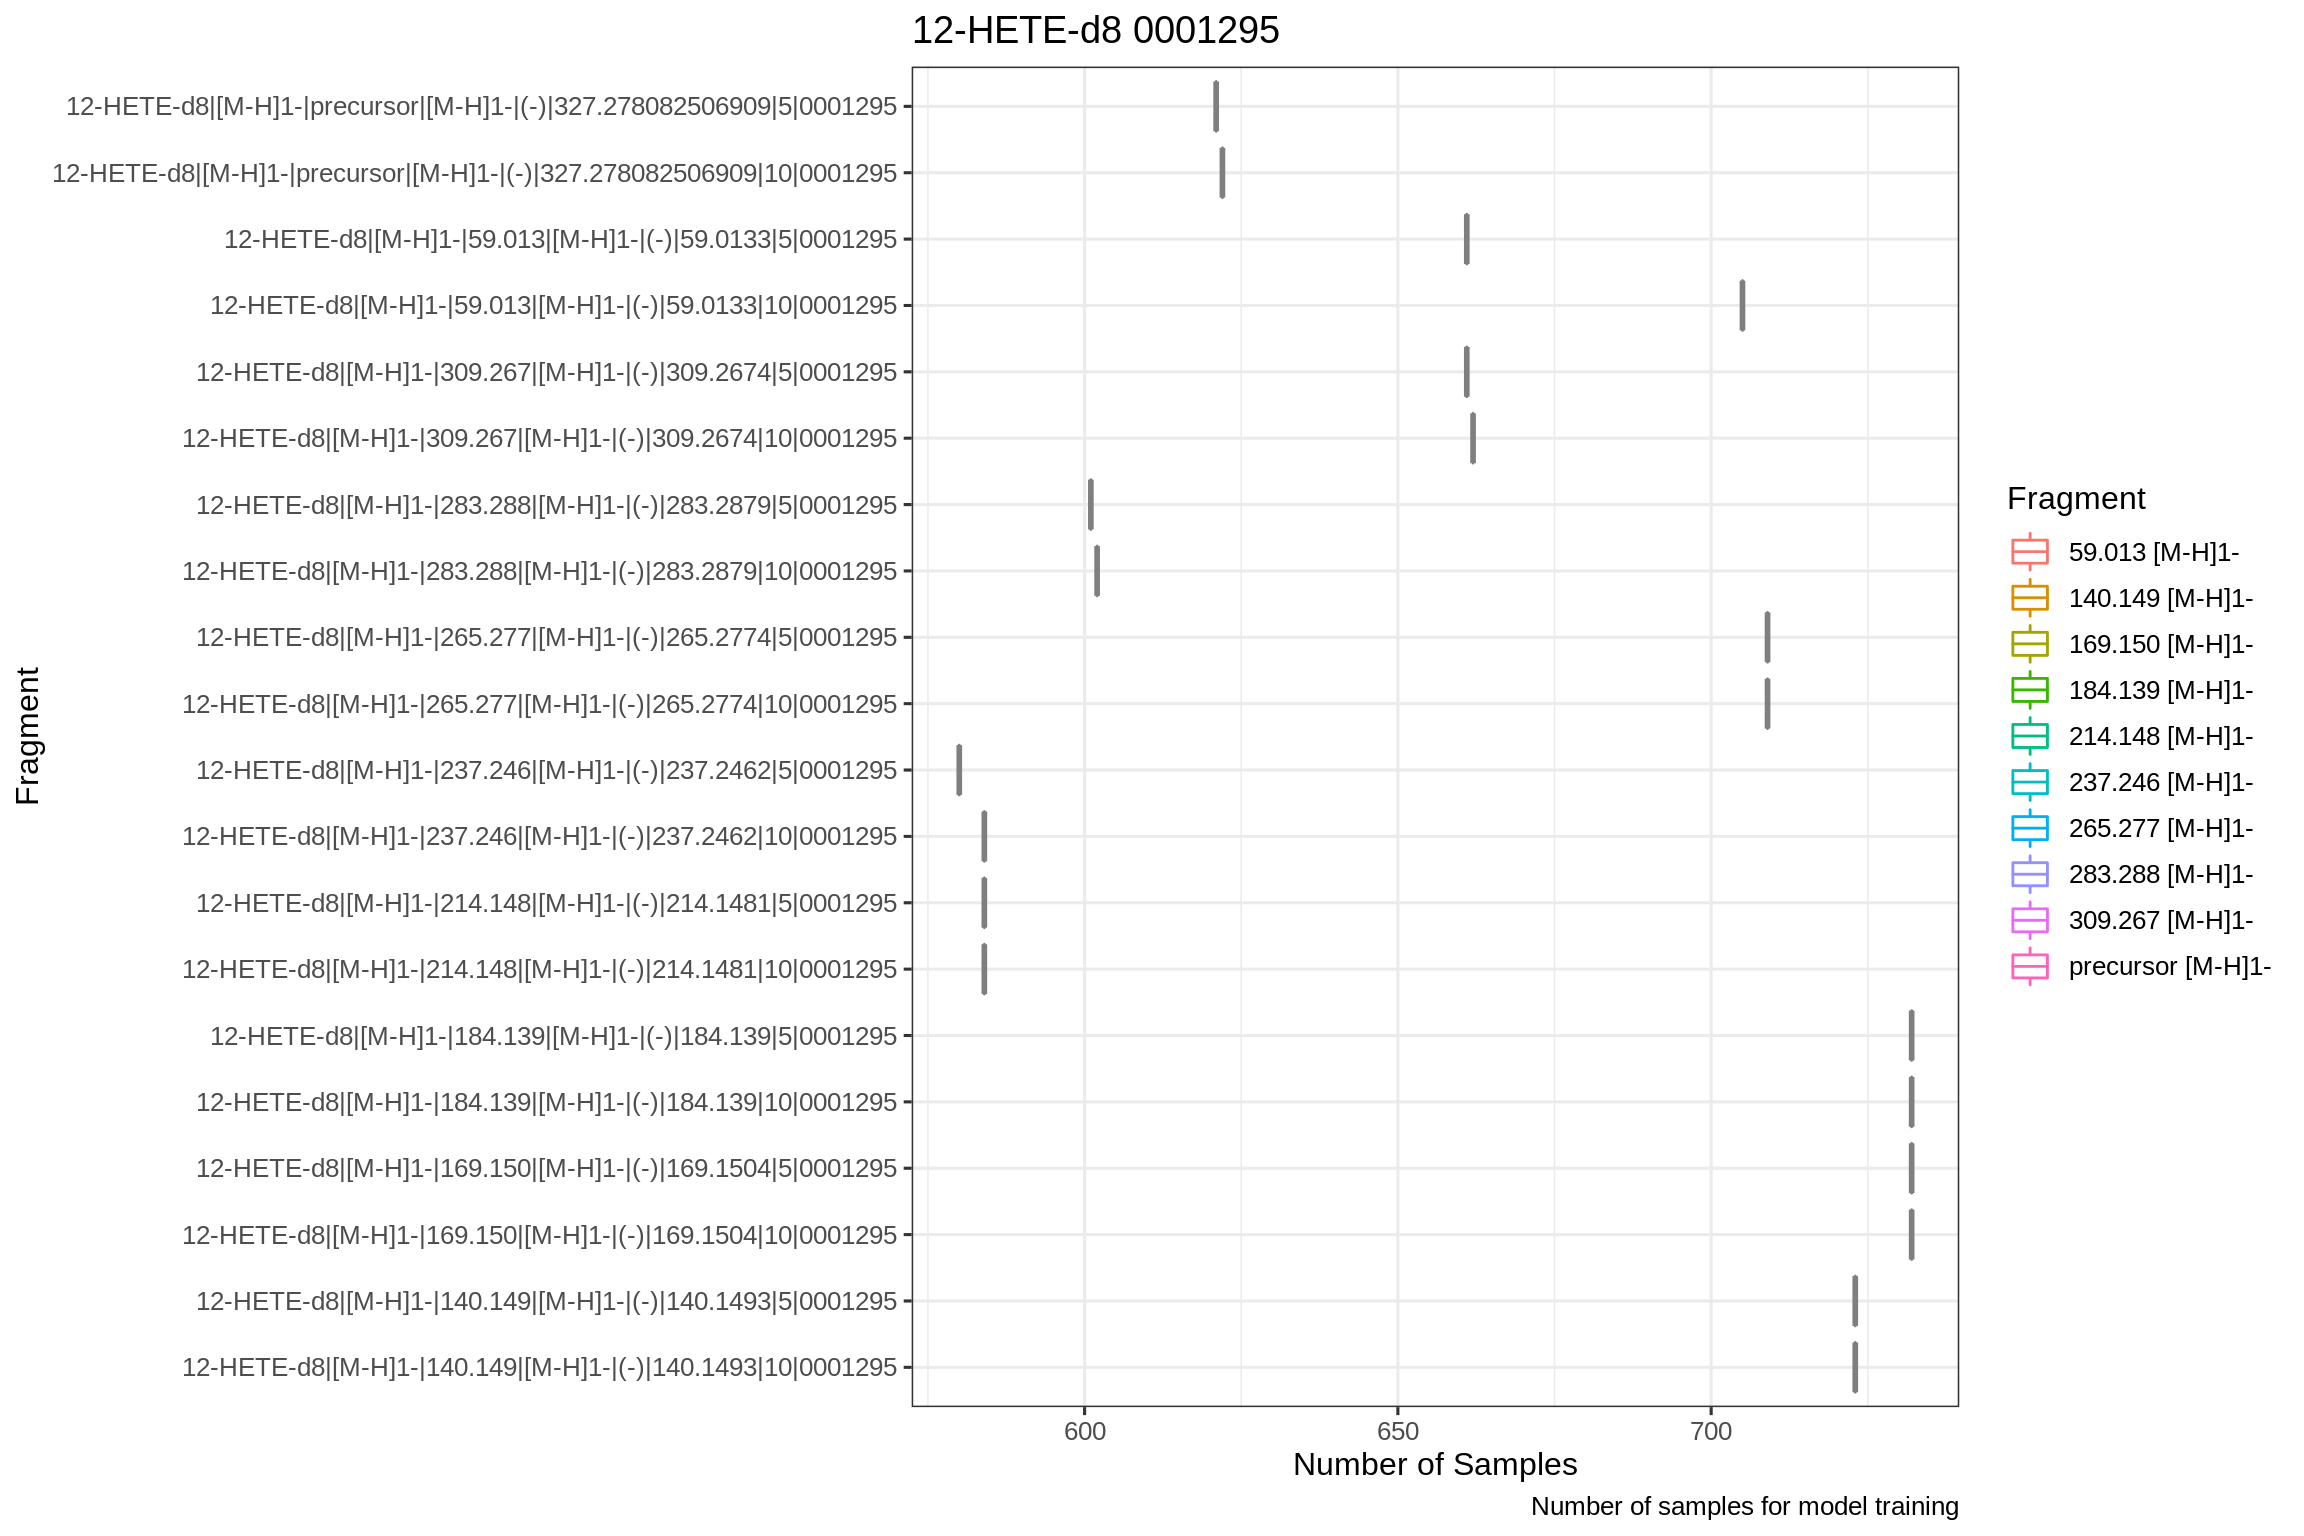 12-HETE-d8 0001295
12-HETE-d8|[M-H]1-|precursor|[M-H]1-|(-)|327.278082506909|5|0001295
12-HETE-d8|[M-H]1-|precursor|[M-H]1-|(-)|327.278082506909|10|0001295
12-HETE-d8|[M-H]1-|59.013|[M-H]1-|(-)|59.0133|5|0001295
12-HETE-d8|[M-H]1-|59.013|[M-H]1-|(-)|59.0133|10|0001295
12-HETE-d8|[M-H]1-|309.267|[M-H]1-|(-)|309.2674|5|0001295
12-HETE-d8|[M-H]1-|309.267|[M-H]1-|(-)|309.2674|10|0001295
12-HETE-d8|[M-H]1-|283.288|[M-H]1-|(-)|283.2879|5|0001295
12-HETE-d8|[M-H]1-|283.288|[M-H]1-|(-)|283.2879|10|0001295
12-HETE-d8|[M-H]1-|265.277|[M-H]1-|(-)|265.2774|5|0001295
12-HETE-d8|[M-H]1-|265.277|[M-H]1-|(-)|265.2774|10|0001295
12-HETE-d8|[M-H]1-|237.246|[M-H]1-|(-)|237.2462|5|0001295
12-HETE-d8|[M-H]1-|237.246|[M-H]1-|(-)|237.2462|10|0001295
12-HETE-d8|[M-H]1-|214.148|[M-H]1-|(-)|214.1481|5|0001295
12-HETE-d8|[M-H]1-|214.148|[M-H]1-|(-)|214.1481|10|0001295
12-HETE-d8|[M-H]1-|184.139|[M-H]1-|(-)|184.139|5|0001295
12-HETE-d8|[M-H]1-|184.139|[M-H]1-|(-)|184.139|10|0001295
12-HETE-d8|[M-H]1-|169.150|[M-H]1-|(-)|169.1504|5|0001295
12-HETE-d8|[M-H]1-|169.150|[M-H]1-|(-)|169.1504|10|0001295
12-HETE-d8|[M-H]1-|140.149|[M-H]1-|(-)|140.1493|5|0001295
12-HETE-d8|[M-H]1-|140.149|[M-H]1-|(-)|140.1493|10|0001295
Fragment
600 650 700
Number of Samples
Number of samples for model training
Fragment
59.013 [M-H]1-
140.149 [M-H]1-
169.150 [M-H]1-
184.139 [M-H]1-
214.148 [M-H]1-
237.246 [M-H]1-
265.277 [M-H]1-
283.288 [M-H]1-
309.267 [M-H]1-
precursor [M-H]1-